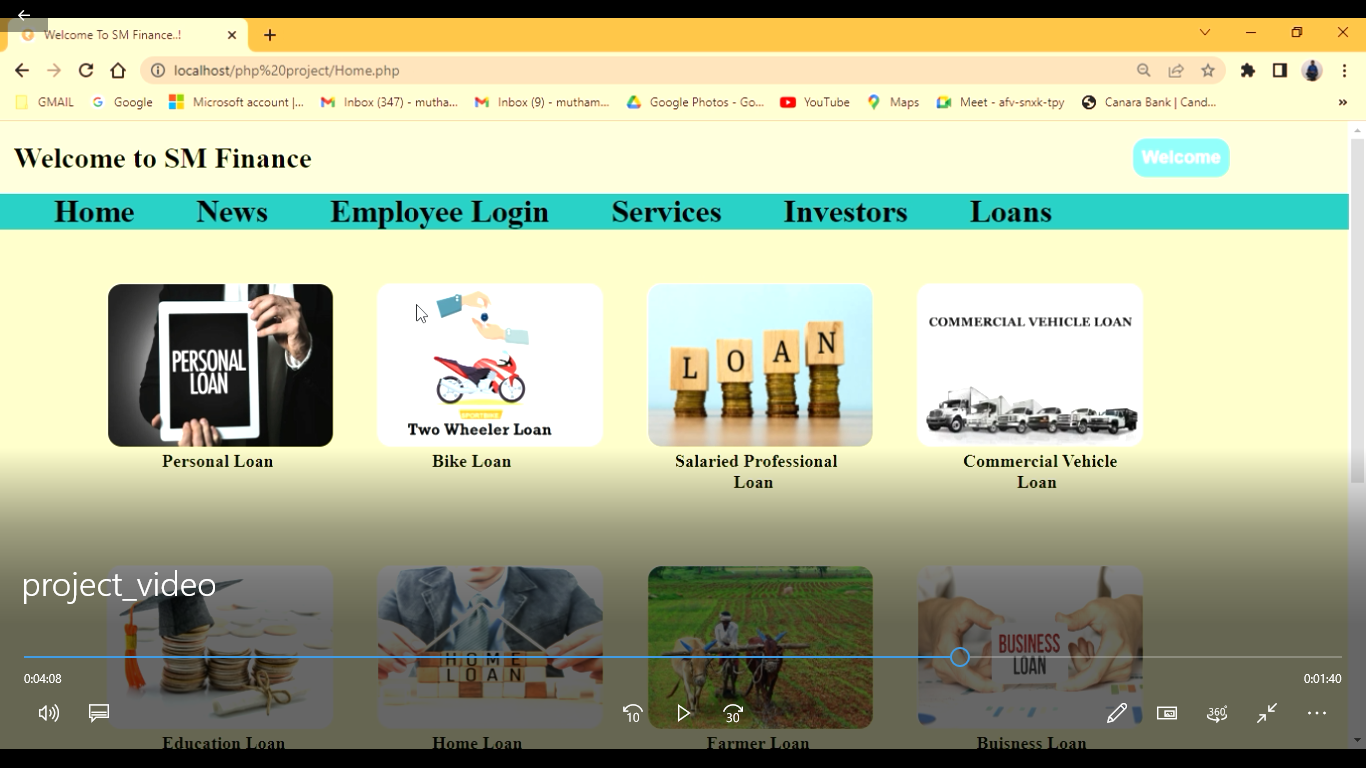 Welcome To SM Finance..!
localhost/php%20project/Home.php
GMAIL
Google
Microsoft account |...
Inbox (347) - mutha...
Inbox (9) - mutham...
Google Photos - Go...
YouTube
Maps
Meet - afv-snxk-tpy
Canara Bank | Cand...
»
Welcome to SM Finance
Welcome
Home News Employee Login Services Investors Loans
PERSONAL
LOAN
Two Wheeler Loan
LOAN
COMMERCIAL VEHICLE LOAN
Personal Loan
Bike Loan
Salaried Professional
Loan
Commercial Vehicle
Loan
project_video
HOME
LOAN
BUSINESS
LOAN
0:04:08
0:01:40
10
30
360
Education Loan
Home Loan
Farmer Loan
Buisness Loan